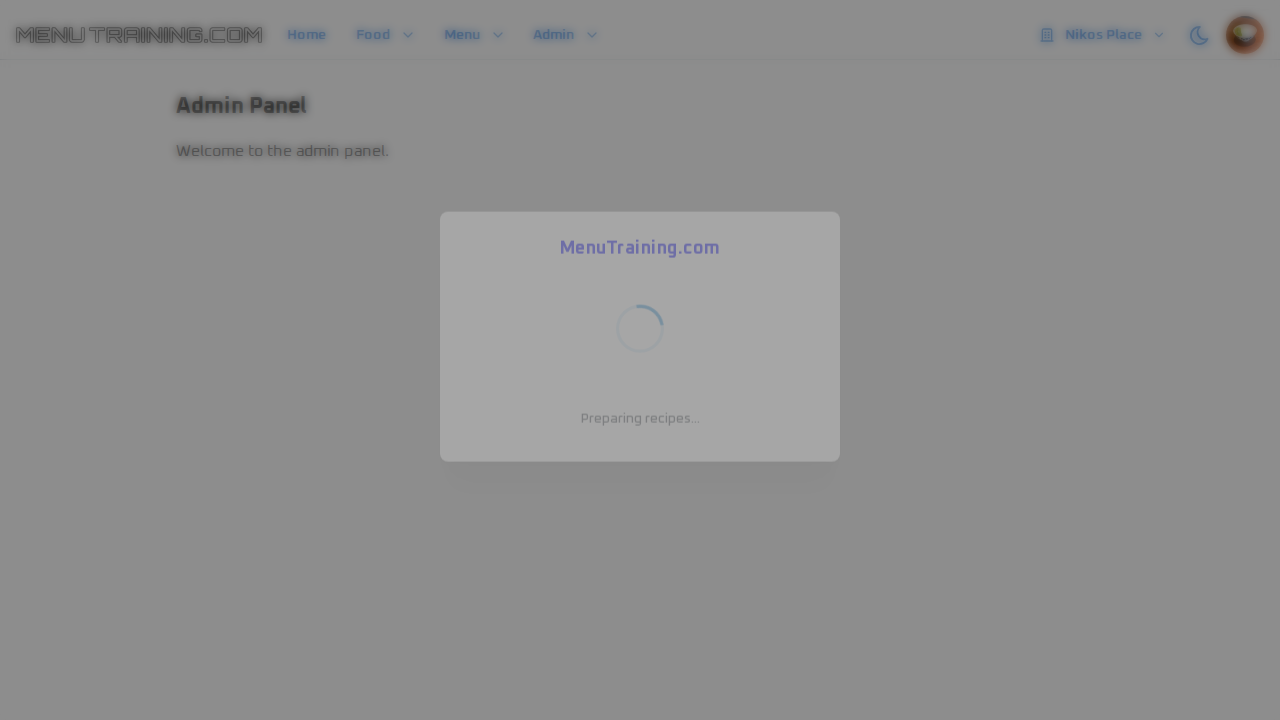 MENU TRAINING.COM
Home
Food
Menu
Admin
Nikos Place
Admin Panel
Welcome to the admin panel.
MenuTraining.com
Preparing recipes...